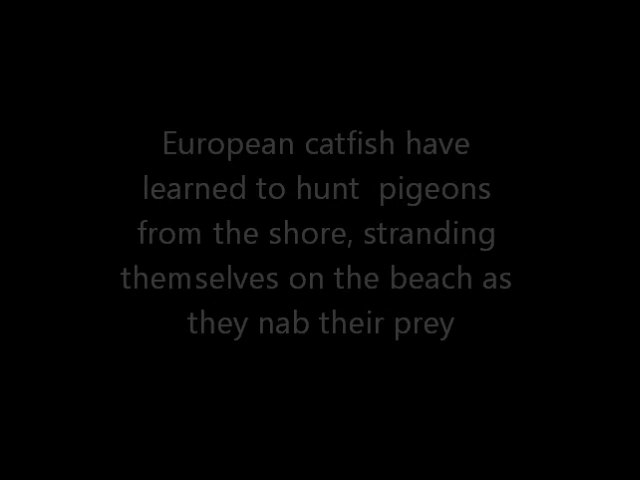 European catfish have
learned to hunt  pigeons
from the shore, stranding
themselves on the beach as
they nab their prey